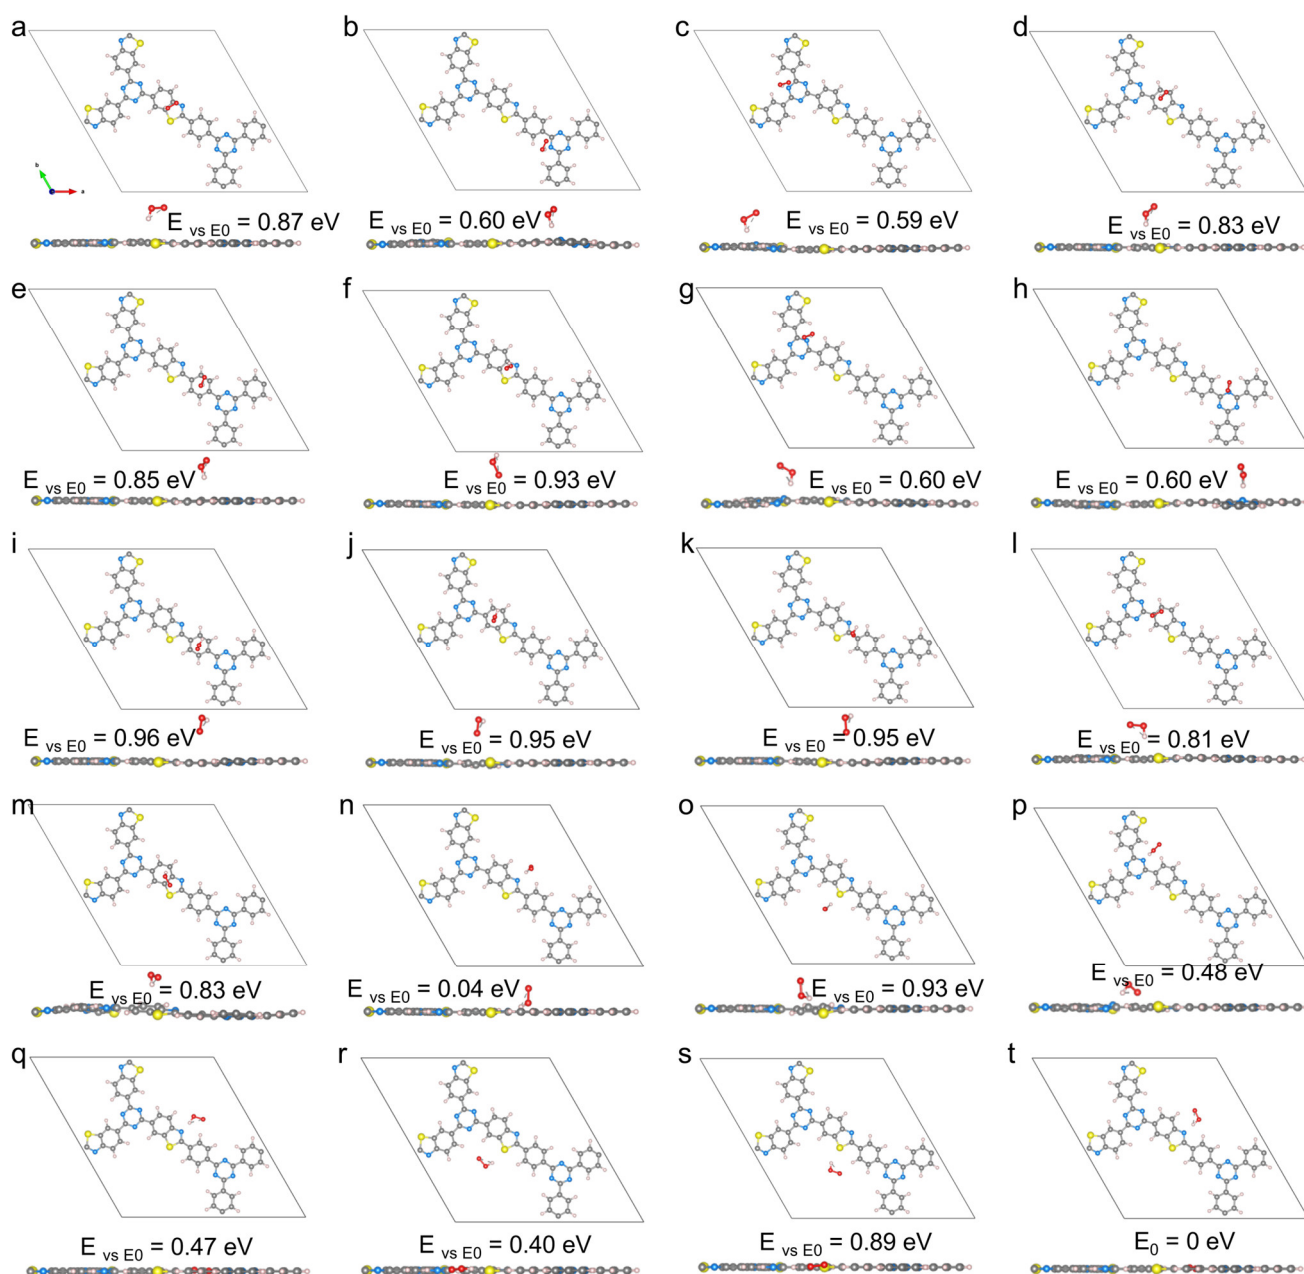 a b c d
b
a
E vs E0 = 0.87 eV E vs E0 = 0.60 eV E vs E0 = 0.59 eV E vs E0 = 0.83 eV
e f g h
E vs E0 = 0.85 eV E vs E0 = 0.93 eV E vs E0 = 0.60 eV E vs E0 = 0.60 eV
i j k l
E vs E0 = 0.96 eV E vs E0 = 0.95 eV E vs E0 = 0.95 eV E vs E0 = 0.81 eV
m n o p
E vs E0 = 0.83 eV E vs E0 = 0.04 eV E vs E0 = 0.93 eV E vs E0 = 0.48 eV
q r s t
E vs E0 = 0.47 eV E vs E0 = 0.40 eV E vs E0 = 0.89 eV E0 = 0 eV